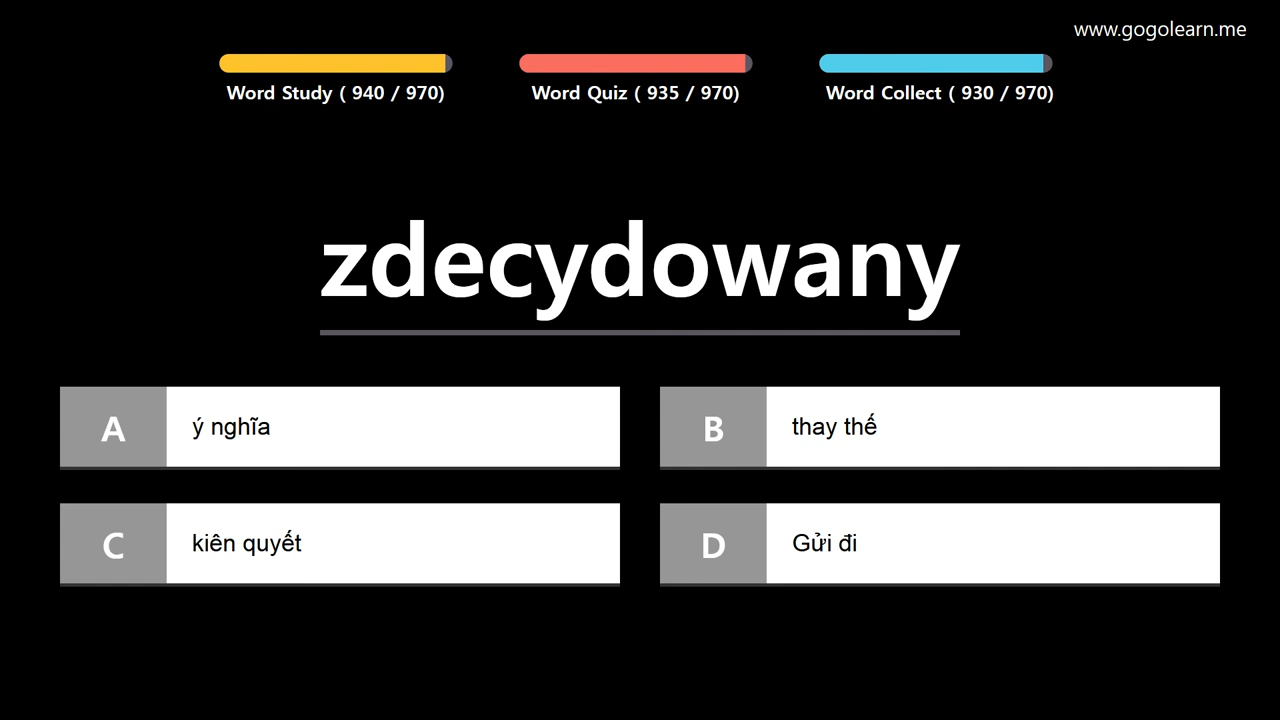 www.gogolearn.me
Word Study ( 940 / 970)
Word Quiz ( 935 / 970)
Word Collect ( 930 / 970)
zdecydowany
A ý nghĩa
B thay thế
C kiên quyết
D Gửi đi